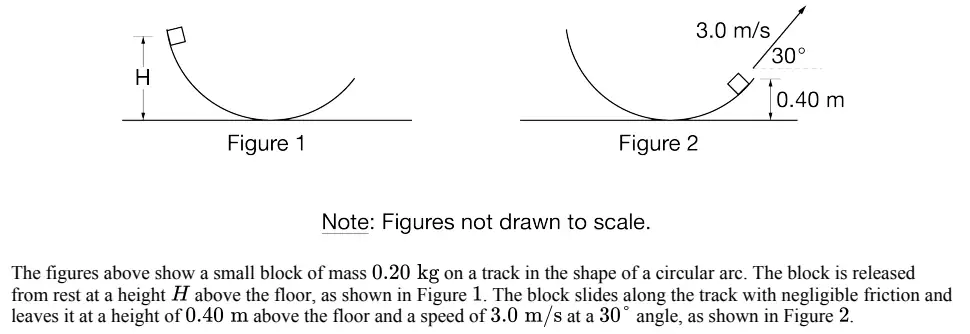 3.0 m/s
30°
H
0.40 m
Figure 1
Figure 2
Note: Figures not drawn to scale.
The figures above show a small block of mass 0.20 kg on a track in the shape of a circular arc. The block is released
from rest at a height H above the floor, as shown in Figure 1. The block slides along the track with negligible friction and
leaves it at a height of 0.40 m above the floor and a speed of 3.0 m/s at a 30° angle, as shown in Figure 2.